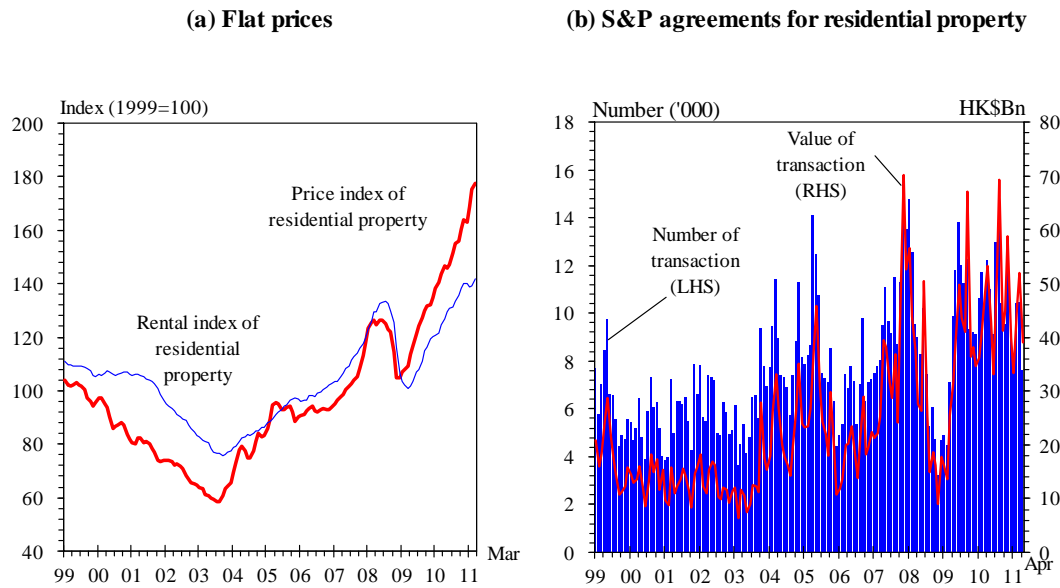 (a) Flat prices
(b) S&P agreements for residential property
Index (1999=100)
200
180
160
140
120
100
80
60
40
Price index of
residential property
Rental index of
residential
property
99 00 01 02 03 04 05 06 07 08 09 10 11
Mar
Number ('000)
HK$Bn
18
16
14
12
10
8
6
4
2
0
Value of
transaction
(RHS)
Number of
transaction
(LHS)
80
70
60
50
40
30
20
10
0
99 00 01 02 03 04 05 06 07 08 09 10 11
Apr